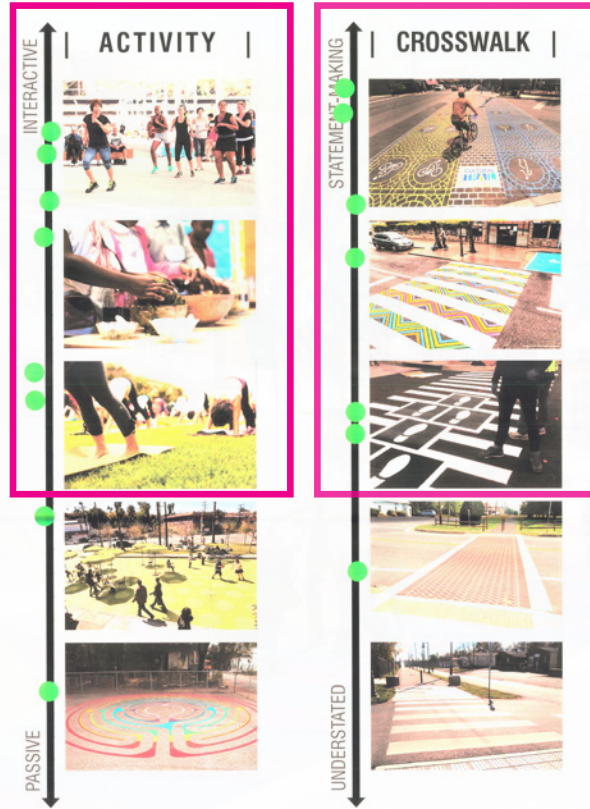 | ACTIVITY |
INTERACTIVE
PASSIVE
| CROSSWALK |
STATEMENT-MAKING
UNDERSTATED